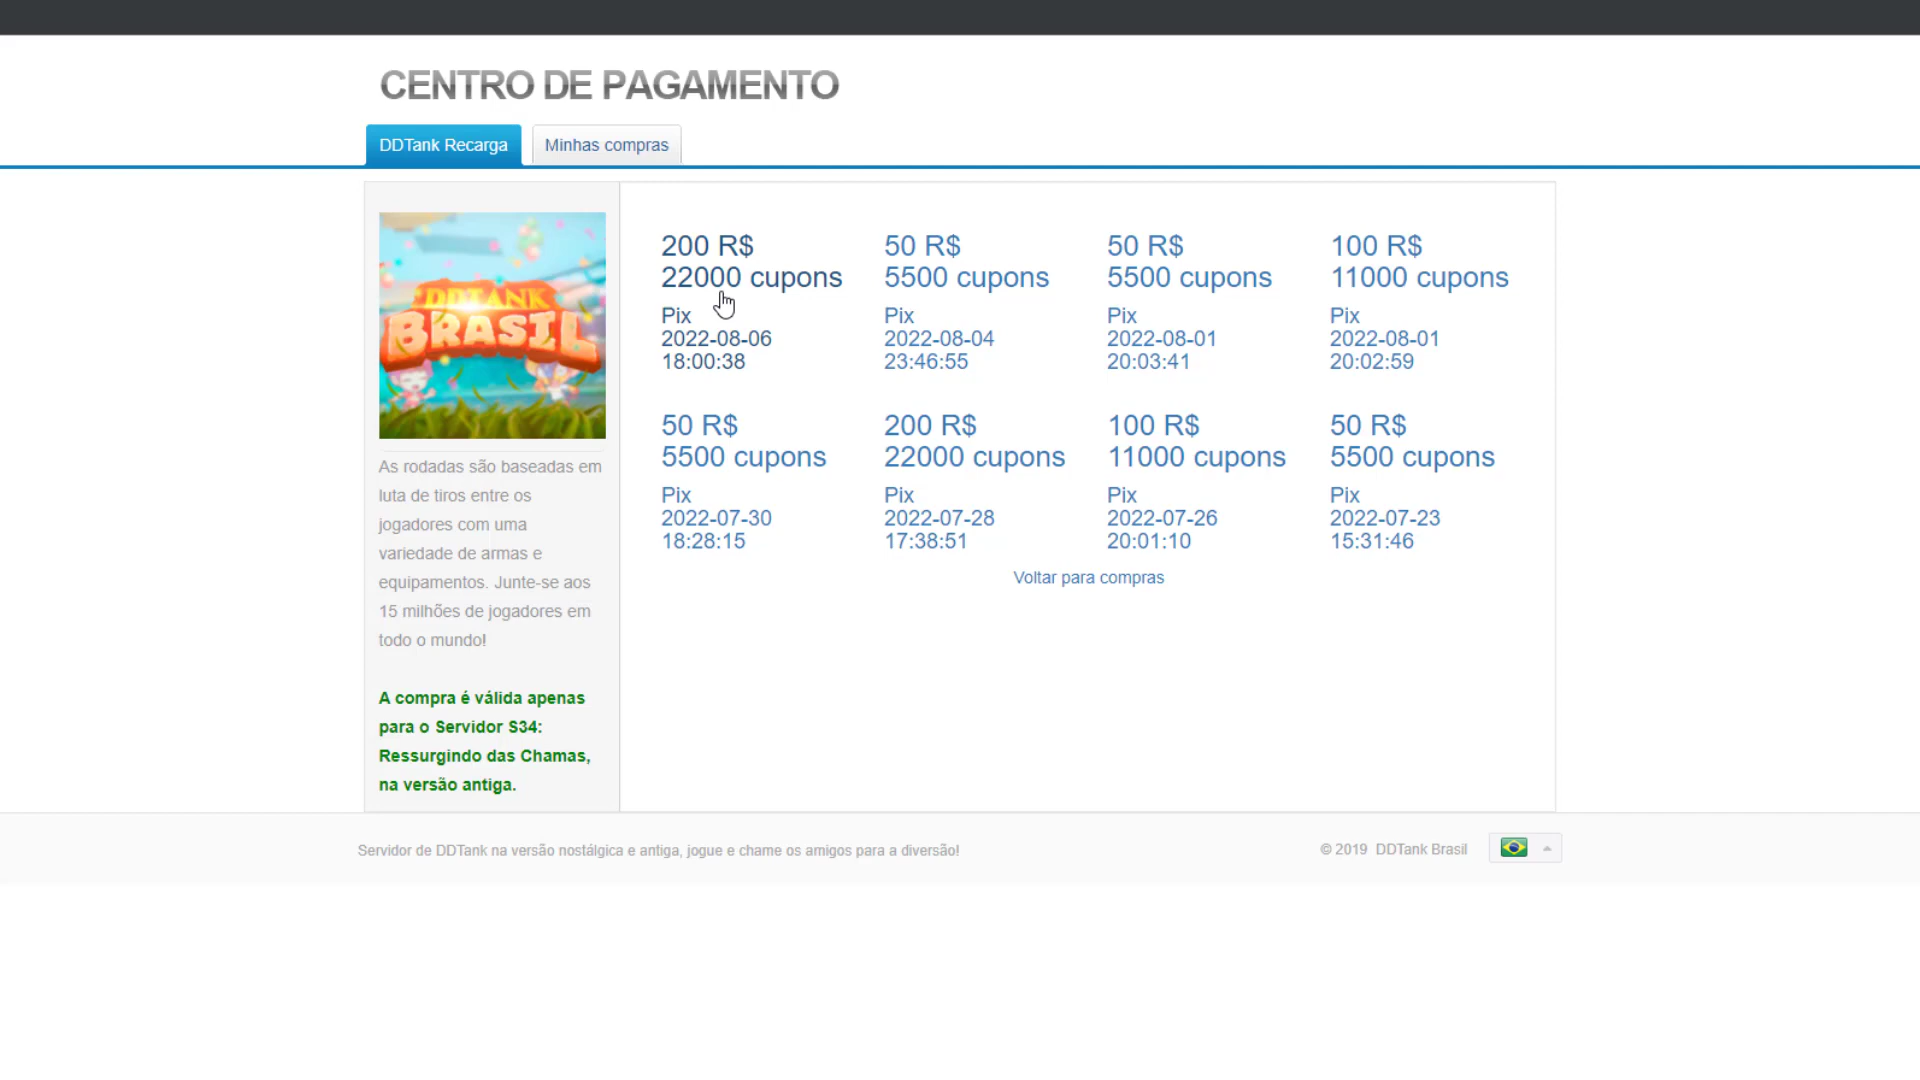 CENTRO DE PAGAMENTO
DDTank Recarga
Minhas compras
DDTANK
BRASIL
As rodadas são baseadas em
luta de tiros entre os
jogadores com uma
variedade de armas e
equipamentos. Junte-se aos
15 milhões de jogadores em
todo o mundo!
A compra é válida apenas
para o Servidor S34:
Ressurgindo das Chamas,
na versão antiga.
200 R$
22000 cupons
Pix
2022-08-06
18:00:38
50 R$
5500 cupons
Pix
2022-08-04
23:46:55
50 R$
5500 cupons
Pix
2022-08-01
20:03:41
100 R$
11000 cupons
Pix
2022-08-01
20:02:59
50 R$
5500 cupons
Pix
2022-07-30
18:28:15
200 R$
22000 cupons
Pix
2022-07-28
17:38:51
100 R$
11000 cupons
Pix
2022-07-26
20:01:10
50 R$
5500 cupons
Pix
2022-07-23
15:31:46
Voltar para compras
Servidor de DDTank na versão nostálgica e antiga, jogue e chame os amigos para a diversão!
© 2019 DDTank Brasil